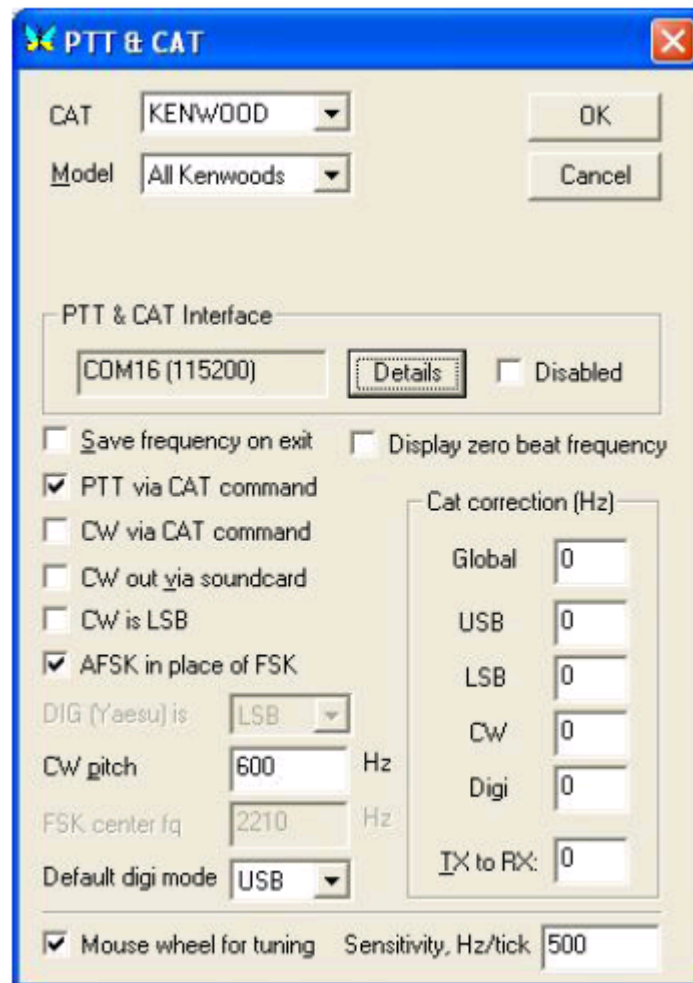 PTT & CAT
CAT KENWOOD OK
Model All Kenwoods Cancel
PTT & CAT Interface
COM16 (115200) Details Disabled
Save frequency on exit Display zero beat frequency
PTT via CAT command
CW via CAT command
CW out via soundcard
CW is LSB
AFSK in place of FSK
DIG (Yaesu) is LSB
CW pitch 600 Hz
FSK center fq 2210 Hz
Default digi mode USB
Cat correction (Hz)
Global 0
USB 0
LSB 0
CW 0
Digi 0
TX to RX: 0
Mouse wheel for tuning Sensitivity, Hz/tick 500